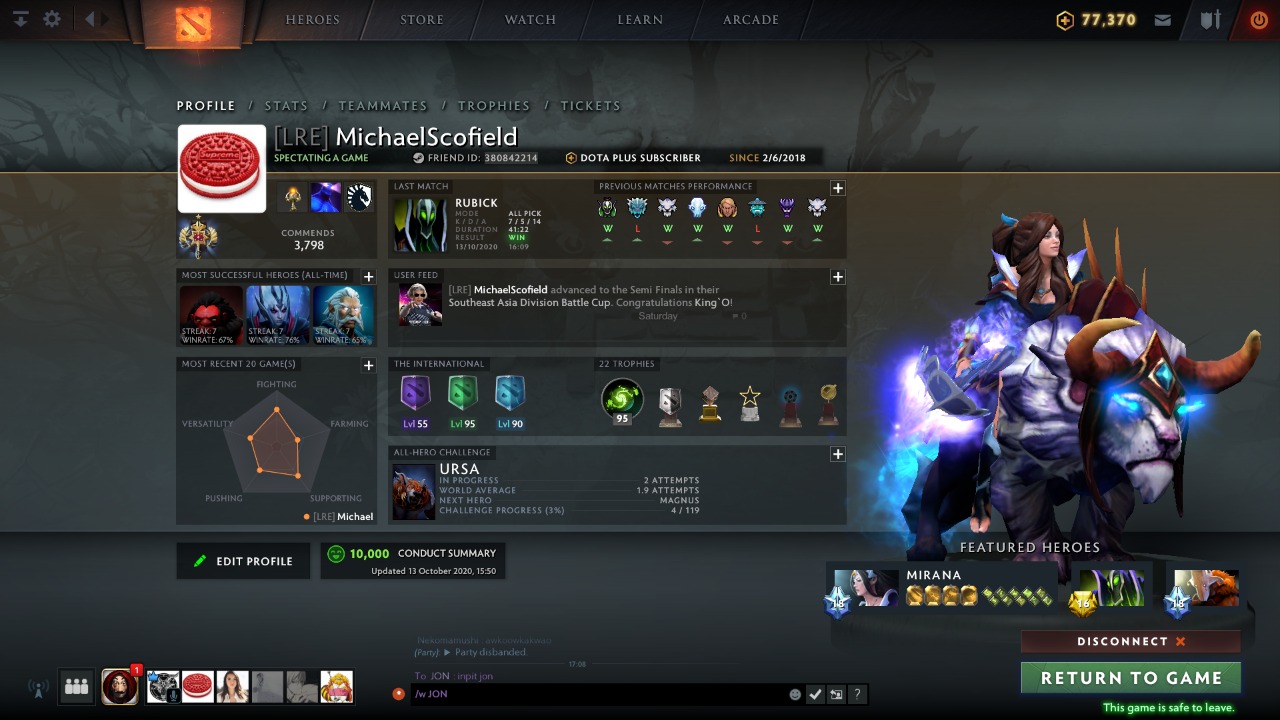 HEROES STORE WATCH LEARN ARCADE 77,370
PROFILE / STATS / TEAMMATES / TROPHIES / TICKETS
[LRE] MichaelScofield
SPECTATING A GAME FRIEND ID: 380842214 DOTA PLUS SUBSCRIBER SINCE 2/6/2018
Supreme
COMMENDS
3,798
LAST MATCH
RUBICK
MODE ALL PICK
K / D / A 7 / 5 / 14
DURATION 41:22
RESULT WIN
13/10/2020 16:09
PREVIOUS MATCHES PERFORMANCE
W L W W W L W W
MOST SUCCESSFUL HEROES (ALL-TIME)
STREAK: 7 STREAK: 7 STREAK: 7
WINRATE: 67% WINRATE: 76% WINRATE: 65%
USER FEED
[LRE] MichaelScofield advanced to the Semi Finals in their
Southeast Asia Division Battle Cup. Congratulations King`O!
Saturday 0
MOST RECENT 20 GAME(S)
FIGHTING
VERSATILITY FARMING
PUSHING SUPPORTING
[LRE] Michael
THE INTERNATIONAL
Lvl 55 Lvl 95 Lvl 90
22 TROPHIES
95
ALL-HERO CHALLENGE
URSA
IN PROGRESS 2 ATTEMPTS
WORLD AVERAGE 1.9 ATTEMPTS
NEXT HERO MAGNUS
CHALLENGE PROGRESS (3%) 4 / 119
EDIT PROFILE
10,000 CONDUCT SUMMARY
Updated 13 October 2020, 15:50
FEATURED HEROES
MIRANA
18 16 18
DISCONNECT
RETURN TO GAME
This game is safe to leave.
Nekomamushi:
(Party): Party disbanded.
17:08
To JON : inpit jon
/w JON
?
1